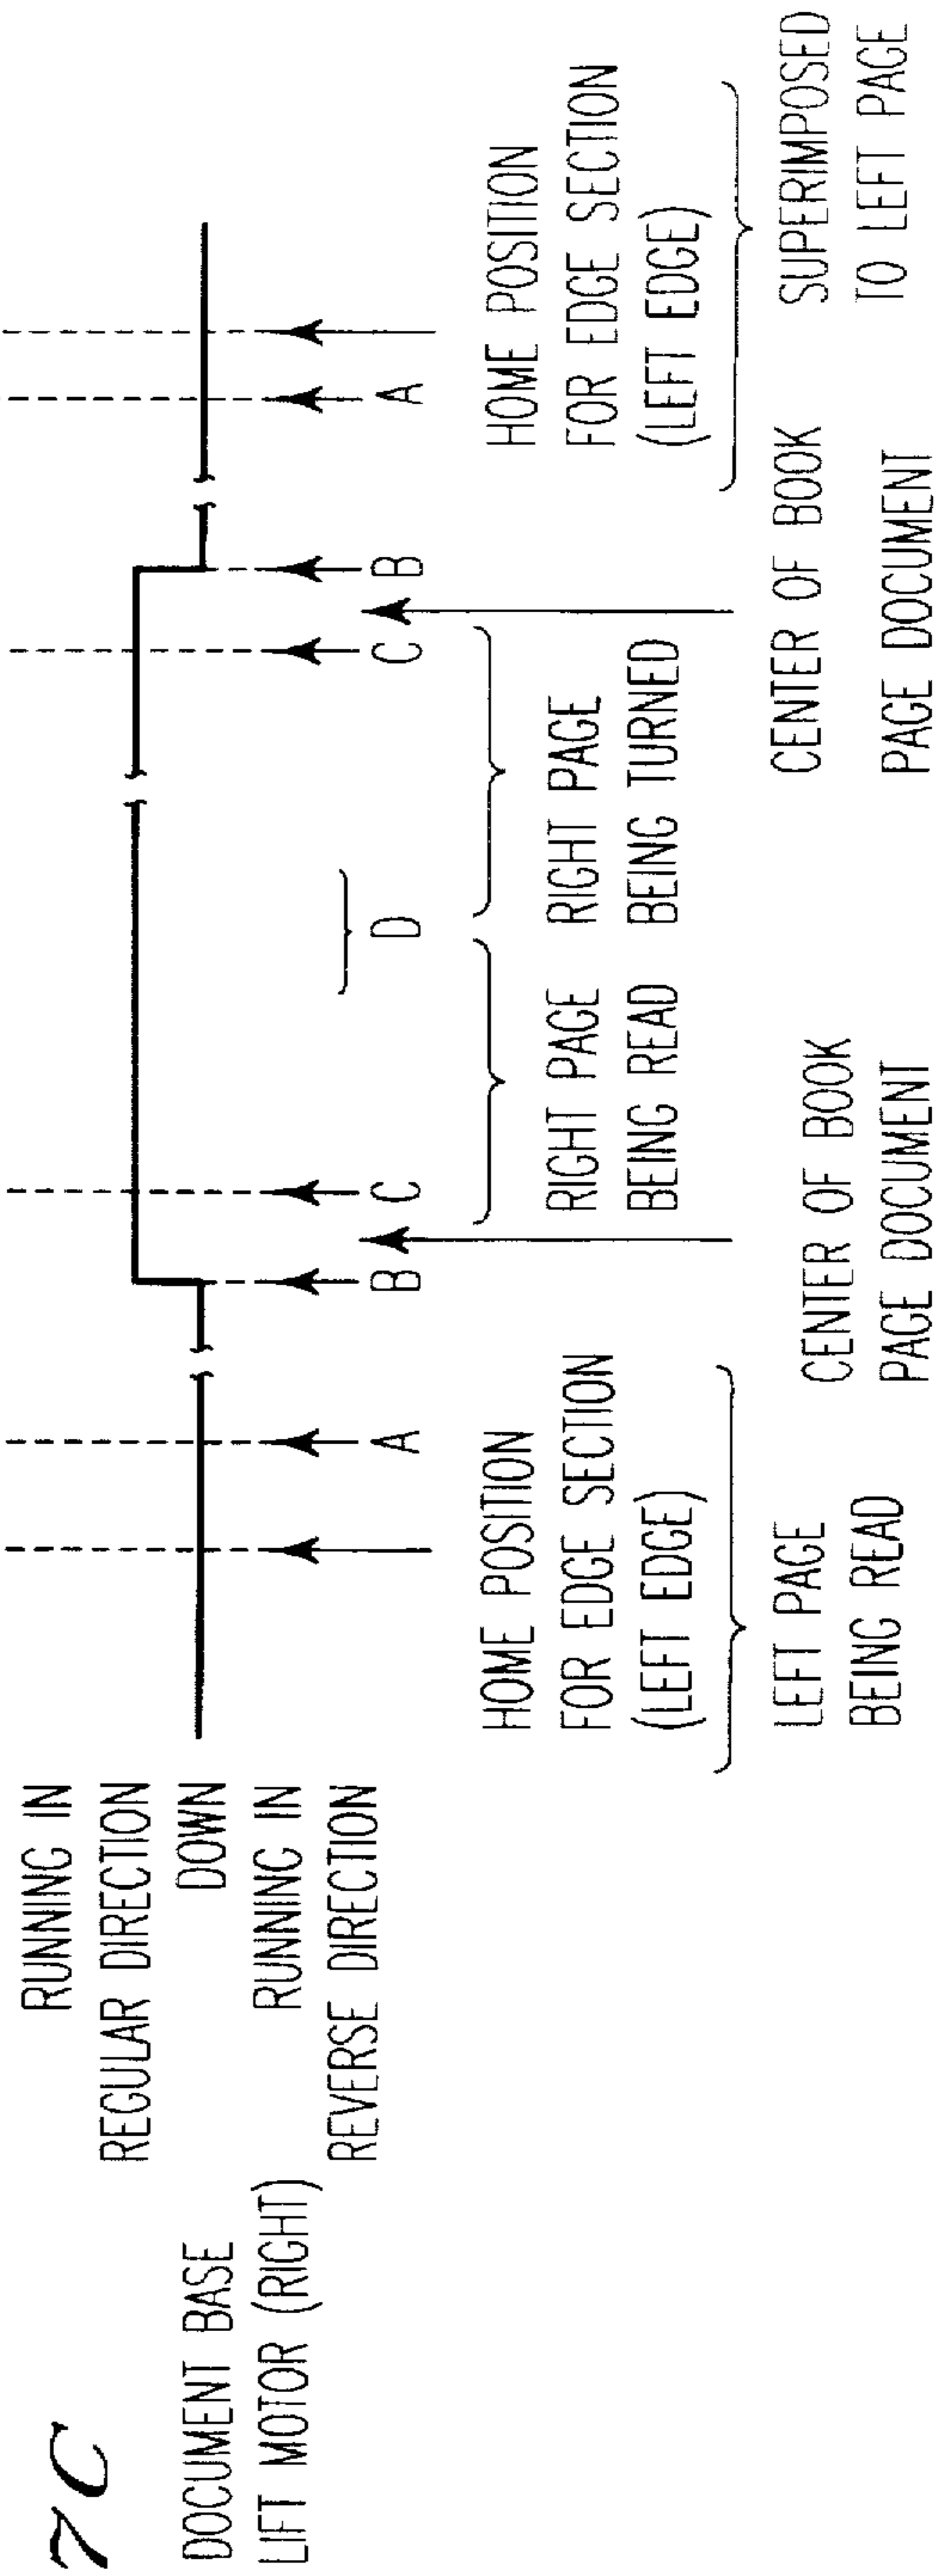 7C
RUNNING IN
REGULAR DIRECTION
DOWN
RUNNING IN
REVERSE DIRECTION
DOCUMENT BASE
LIFT MOTOR (RIGHT)
A
B
C
D
C
B
A
HOME POSITION
FOR EDGE SECTION
(LEFT EDGE)
LEFT PAGE
BEING READ
CENTER OF BOOK
PAGE DOCUMENT
RIGHT PAGE
BEING READ
RIGHT PAGE
BEING TURNED
CENTER OF BOOK
PAGE DOCUMENT
HOME POSITION
FOR EDGE SECTION
(LEFT EDGE)
SUPERIMPOSED
TO LEFT PAGE